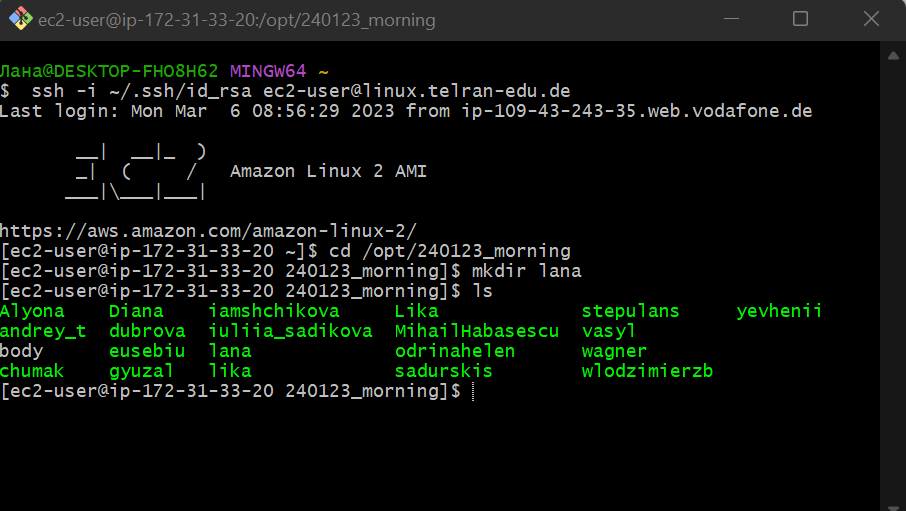 ec2-user@ip-172-31-33-20:/opt/240123_morning
Лана@DESKTOP-FHO8H62 MINGW64 ~
$  ssh -i ~/.ssh/id_rsa ec2-user@linux.telran-edu.de
Last login: Mon Mar  6 08:56:29 2023 from ip-109-43-243-35.web.vodafone.de
       __|  __|_  )
       _|  (     /   Amazon Linux 2 AMI
      ___|\___|___|
https://aws.amazon.com/amazon-linux-2/
[ec2-user@ip-172-31-33-20 ~]$ cd /opt/240123_morning
[ec2-user@ip-172-31-33-20 240123_morning]$ mkdir lana
[ec2-user@ip-172-31-33-20 240123_morning]$ ls
Alyona    Diana    iamshchikova     Lika             stepulans    yevhenii
andrey_t  dubrova  iuliia_sadikova  MihailHabasescu  vasyl
body      eusebiu  lana             odrinahelen      wagner
chumak    gyuzal   lika             sadurskis        wlodzimierzb
[ec2-user@ip-172-31-33-20 240123_morning]$